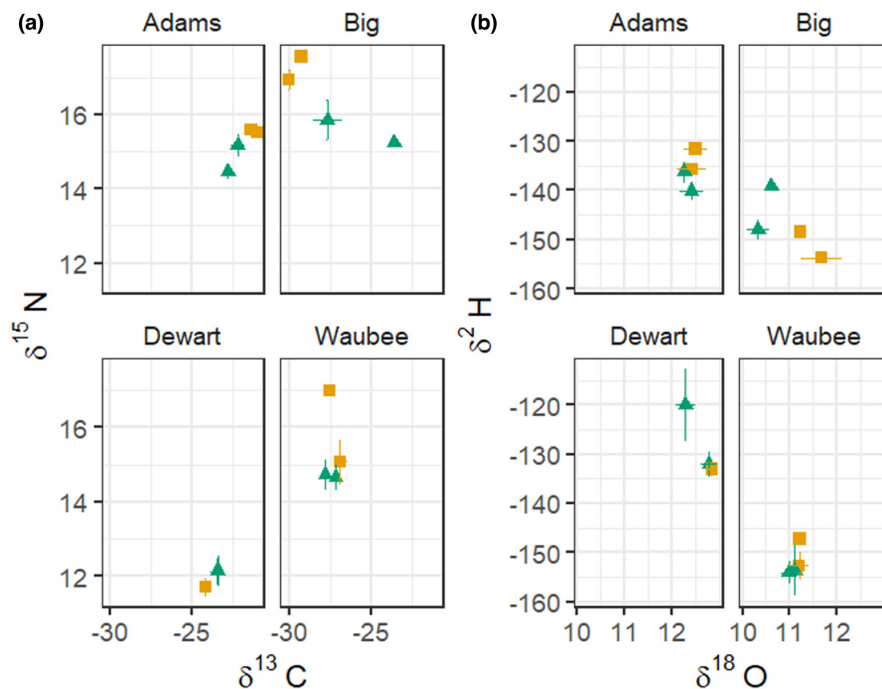 (a) Adams Big
16
14
12
Dewart Waubee
16
14
12
-30 -25 -30 -25
δ15 N
δ13 C
(b) Adams Big
-120
-130
-140
-150
-160
Dewart Waubee
-120
-130
-140
-150
-160
10 11 12 10 11 12
δ2 H
δ18 O